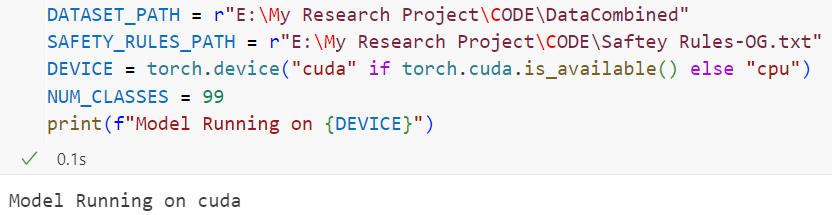 DATASET_PATH = r"E:\My Research Project\CODE\DataCombined"
SAFETY_RULES_PATH = r"E:\My Research Project\CODE\Saftey Rules-OG.txt"
DEVICE = torch.device("cuda" if torch.cuda.is_available() else "cpu")
NUM_CLASSES = 99
print(f"Model Running on {DEVICE}")
0.1s
Model Running on cuda